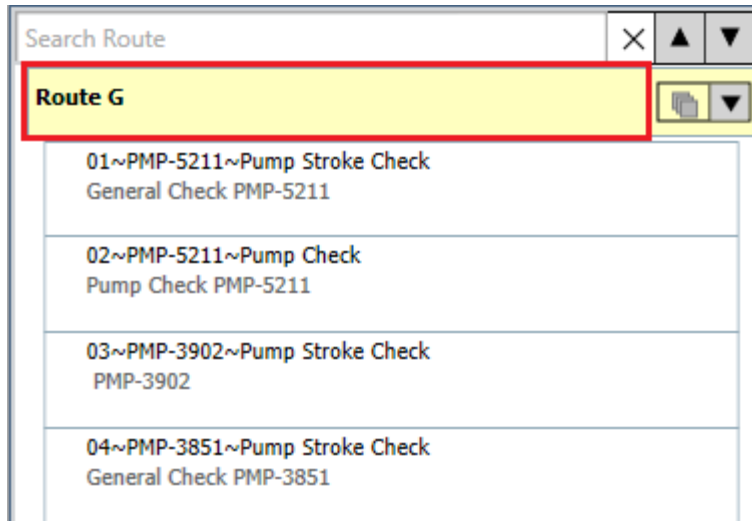 Search Route
Route G
01~PMP-5211~Pump Stroke Check
General Check PMP-5211
02~PMP-5211~Pump Check
Pump Check PMP-5211
03~PMP-3902~Pump Stroke Check
PMP-3902
04~PMP-3851~Pump Stroke Check
General Check PMP-3851